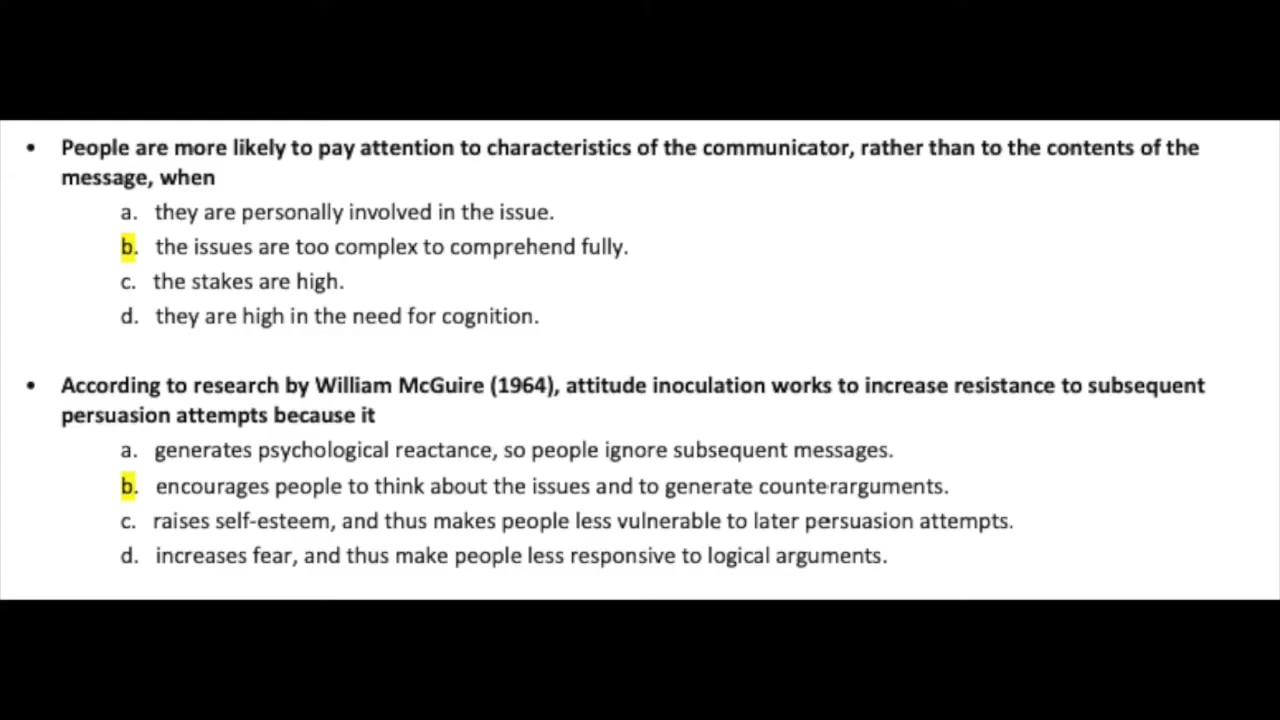 • People are more likely to pay attention to characteristics of the communicator, rather than to the contents of the
message, when
a. they are personally involved in the issue.
b. the issues are too complex to comprehend fully.
c. the stakes are high.
d. they are high in the need for cognition.
• According to research by William McGuire (1964), attitude inoculation works to increase resistance to subsequent
persuasion attempts because it
a. generates psychological reactance, so people ignore subsequent messages.
b. encourages people to think about the issues and to generate counterarguments.
c. raises self-esteem, and thus makes people less vulnerable to later persuasion attempts.
d. increases fear, and thus make people less responsive to logical arguments.